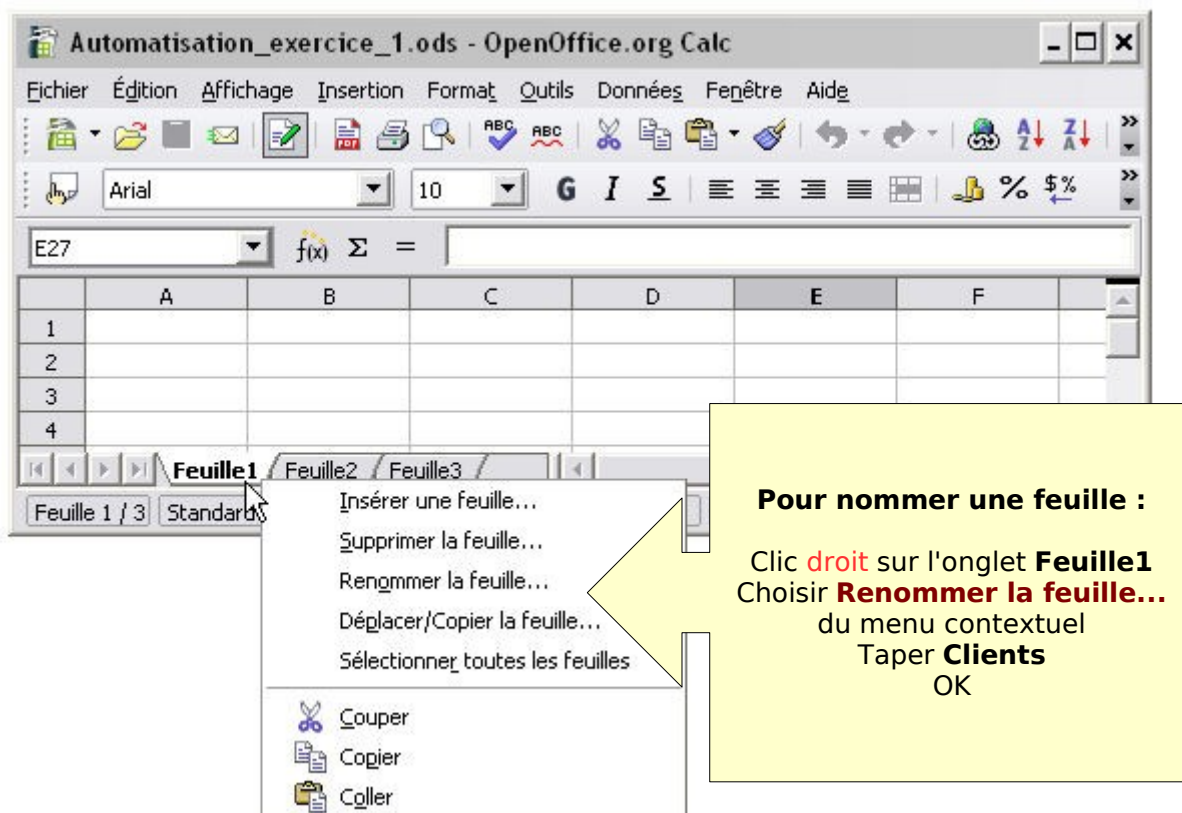 Automatisation_exercice_1.ods - OpenOffice.org Calc
Fichier Édition Affichage Insertion Format Outils Données Fenêtre Aide
ABC ABC A Z Z A
Arial 10 G I S % $%
E27 f(x) Σ =
A B C D E F
1
2
3
4
Feuille1 Feuille2 Feuille3
Feuille 1 / 3 Standard
Insérer une feuille...
Supprimer la feuille...
Renommer la feuille...
Déplacer/Copier la feuille...
Sélectionner toutes les feuilles
Couper
Copier
Coller
Pour nommer une feuille :
Clic droit sur l'onglet Feuille1
Choisir Renommer la feuille...
du menu contextuel
Taper Clients
OK